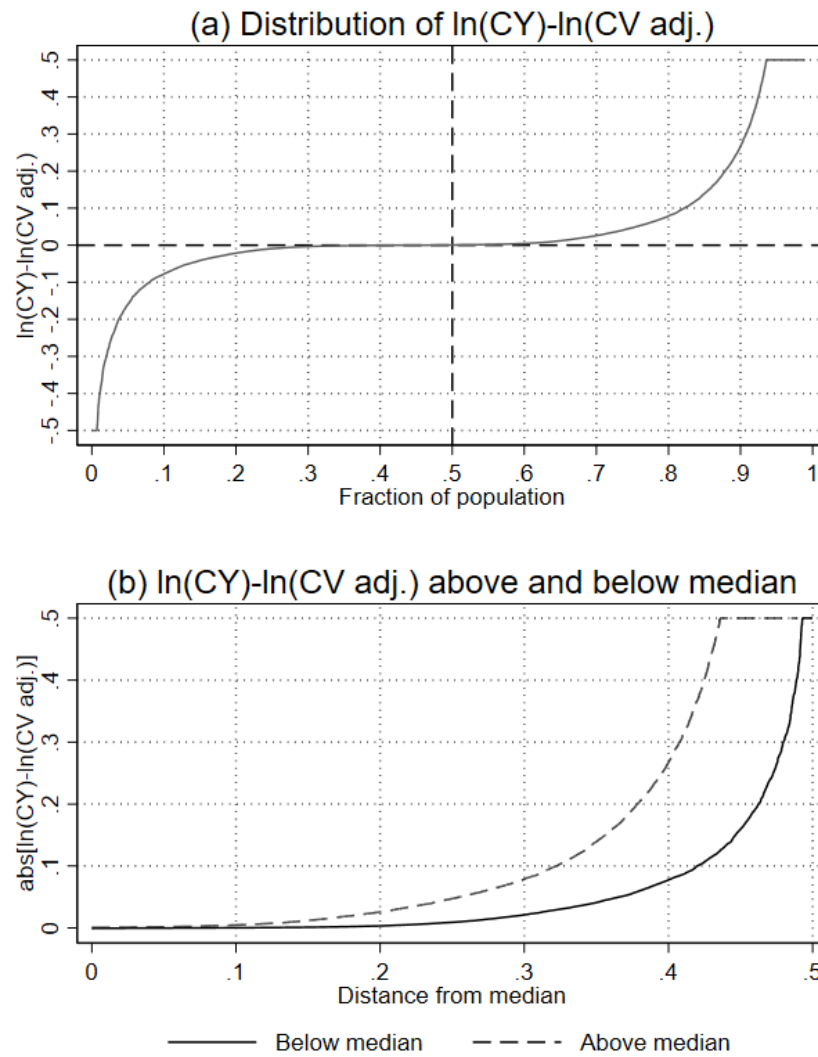 (a) Distribution of ln(CY)-ln(CV adj.)
ln(CY)-ln(CV adj.)
.5
.4
.3
.2
.1
0
-.1
-.2
-.3
-.4
-.5
0 .1 .2 .3 .4 .5 .6 .7 .8 .9 1
Fraction of population
(b) ln(CY)-ln(CV adj.) above and below median
abs[ln(CY)-ln(CV adj.)]
.5
.4
.3
.2
.1
0
0 .1 .2 .3 .4 .5
Distance from median
Below median Above median